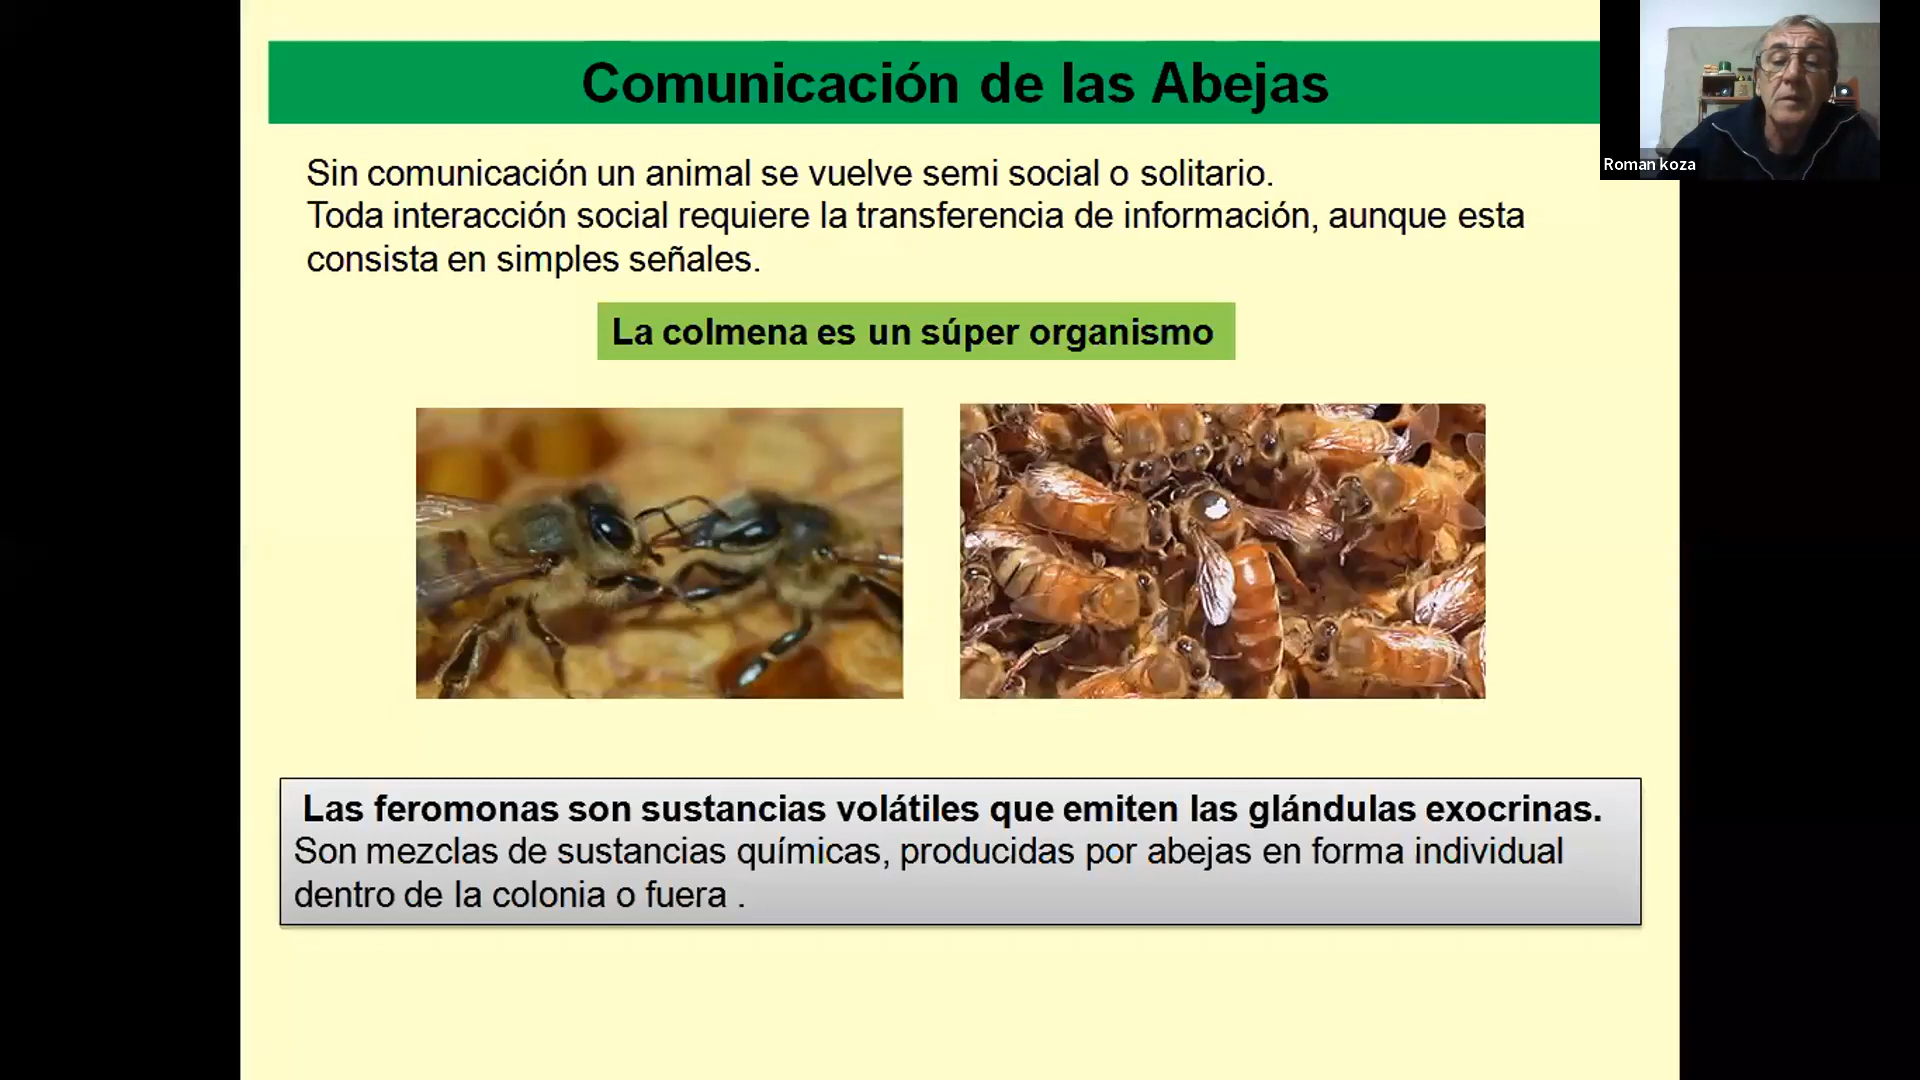 Comunicación de las Abejas
Roman koza
Sin comunicación un animal se vuelve semi social o solitario.
Toda interacción social requiere la transferencia de información, aunque esta
consista en simples señales.
La colmena es un súper organismo
Las feromonas son sustancias volátiles que emiten las glándulas exocrinas.
Son mezclas de sustancias químicas, producidas por abejas en forma individual
dentro de la colonia o fuera .